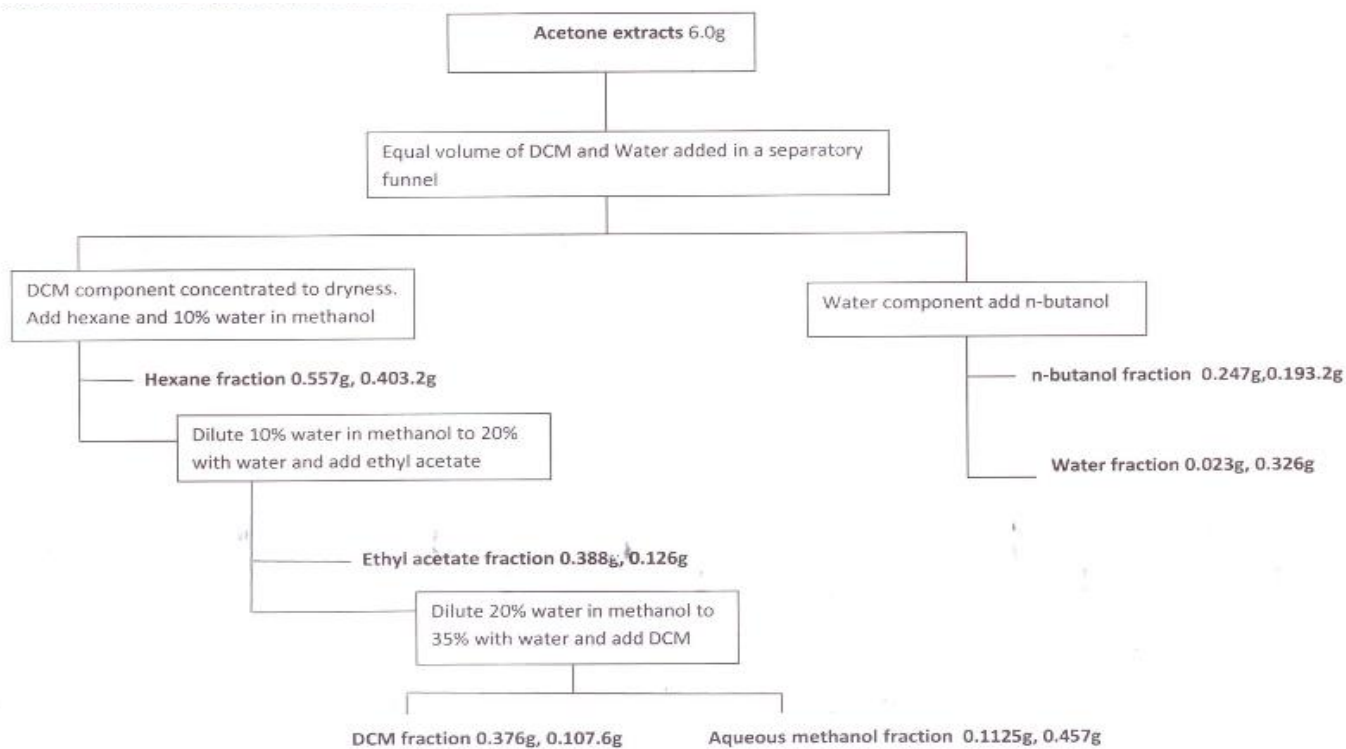 Acetone extracts 6.0g
Equal volume of DCM and Water added in a separatory
funnel
DCM component concentrated to dryness.
Add hexane and 10% water in methanol
Water component add n-butanol
Hexane fraction 0.557g, 0.403.2g
n-butanol fraction 0.247g,0.193.2g
Dilute 10% water in methanol to 20%
with water and add ethyl acetate
Water fraction 0.023g, 0.326g
Ethyl acetate fraction 0.388g, 0.126g
Dilute 20% water in methanol to
35% with water and add DCM
DCM fraction 0.376g, 0.107.6g
Aqueous methanol fraction 0.1125g, 0.457g